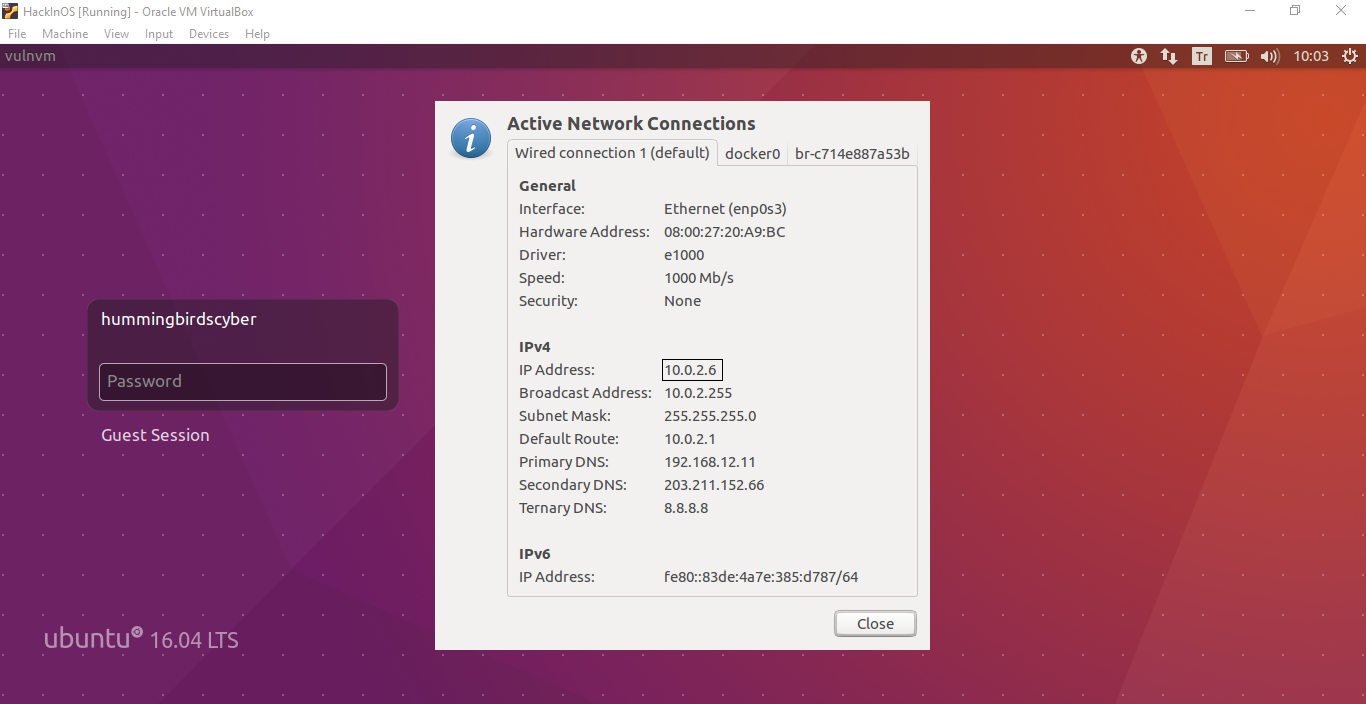 HackInOS [Running] - Oracle VM VirtualBox
File Machine View Input Devices Help
vulnvm
Tr
10:03
Active Network Connections
Wired connection 1 (default) docker0 br-c714e887a53b
General
Interface: Ethernet (enp0s3)
Hardware Address: 08:00:27:20:A9:BC
Driver: e1000
Speed: 1000 Mb/s
Security: None
IPv4
IP Address: 10.0.2.6
Broadcast Address: 10.0.2.255
Subnet Mask: 255.255.255.0
Default Route: 10.0.2.1
Primary DNS: 192.168.12.11
Secondary DNS: 203.211.152.66
Ternary DNS: 8.8.8.8
IPv6
IP Address: fe80::83de:4a7e:385:d787/64
Close
hummingbirdscyber
Password
Guest Session
ubuntu 16.04 LTS